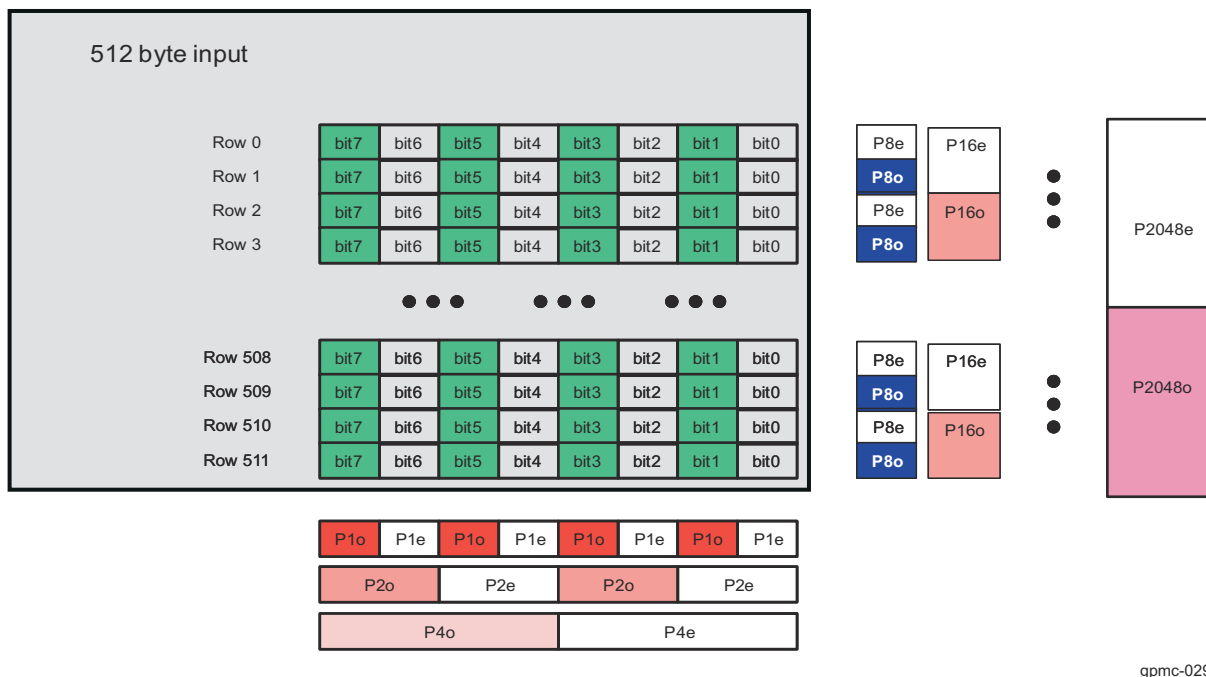 512 byte input
Row 0 bit7 bit6 bit5 bit4 bit3 bit2 bit1 bit0 P8e P16e
Row 1 bit7 bit6 bit5 bit4 bit3 bit2 bit1 bit0 P8o
Row 2 bit7 bit6 bit5 bit4 bit3 bit2 bit1 bit0 P8e P16o
Row 3 bit7 bit6 bit5 bit4 bit3 bit2 bit1 bit0 P8o
P2048e
Row 508 bit7 bit6 bit5 bit4 bit3 bit2 bit1 bit0 P8e P16e
Row 509 bit7 bit6 bit5 bit4 bit3 bit2 bit1 bit0 P8o
P2048o
Row 510 bit7 bit6 bit5 bit4 bit3 bit2 bit1 bit0 P8e P16o
Row 511 bit7 bit6 bit5 bit4 bit3 bit2 bit1 bit0 P8o
P1o P1e P1o P1e P1o P1e P1o P1e
P2o P2e P2o P2e
P4o P4e
gpmc-029